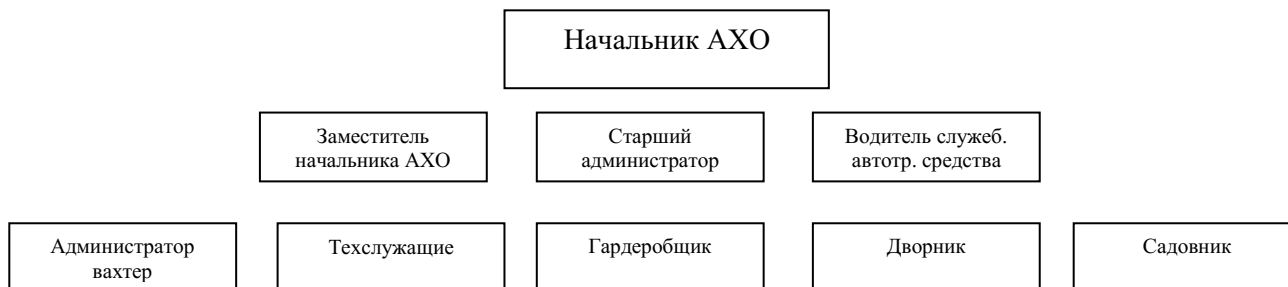 Начальник АХО
Заместитель
начальника АХО
Старший
администратор
Водитель служеб.
автотр. средства
Администратор
вахтер
Техслужащие
Гардеробщик
Дворник
Садовник